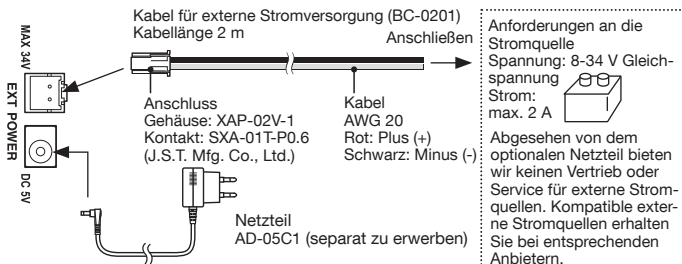 Kabel für externe Stromversorgung (BC-0201)
Kabellänge 2 m
Anschließen
MAX 34V
EXT POWER
DC 5V
Anschluss
Gehäuse: XAP-02V-1
Kontakt: SXA-01T-P0.6
(J.S.T. Mfg. Co., Ltd.)
Kabel
AWG 20
Rot: Plus (+)
Schwarz: Minus (-)
Netzteil
AD-05C1 (separat zu erwerben)
Anforderungen an die
Stromquelle
Spannung: 8-34 V Gleich-
spannung
Strom:
max. 2 A
Abgesehen von dem
optionalen Netzteil bieten
wir keinen Vertrieb oder
Service für externe Strom-
quellen. Kompatible exter-
ne Stromquellen erhalten
Sie bei entsprechenden
Anbietern.